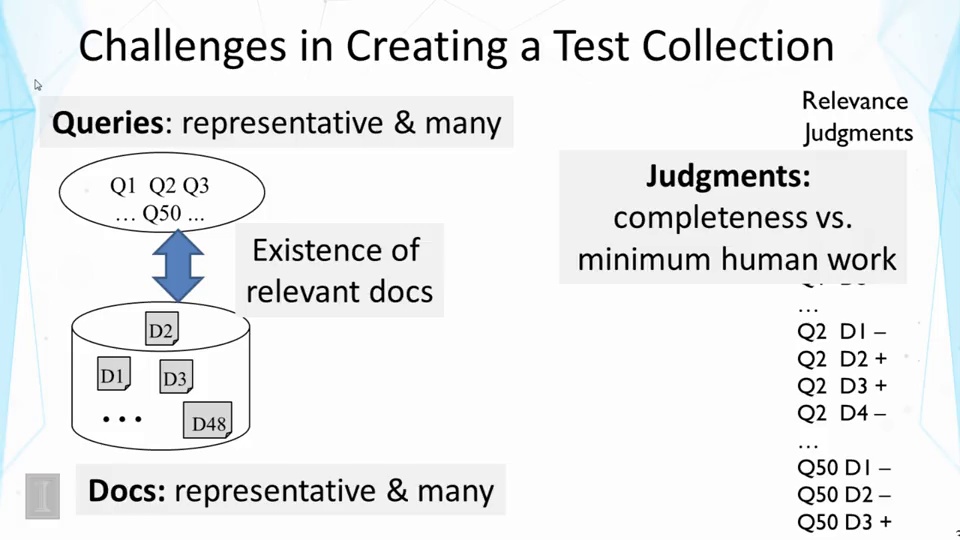 Challenges in Creating a Test Collection
Queries: representative & many
Q1 Q2 Q3
... Q50 ...
Existence of
relevant docs
D2
D1 D3
...
D48
Docs: representative & many
Relevance
Judgments
Judgments:
completeness vs.
minimum human work
...
Q2 D1 –
Q2 D2 +
Q2 D3 +
Q2 D4 –
...
Q50 D1 –
Q50 D2 –
Q50 D3 +